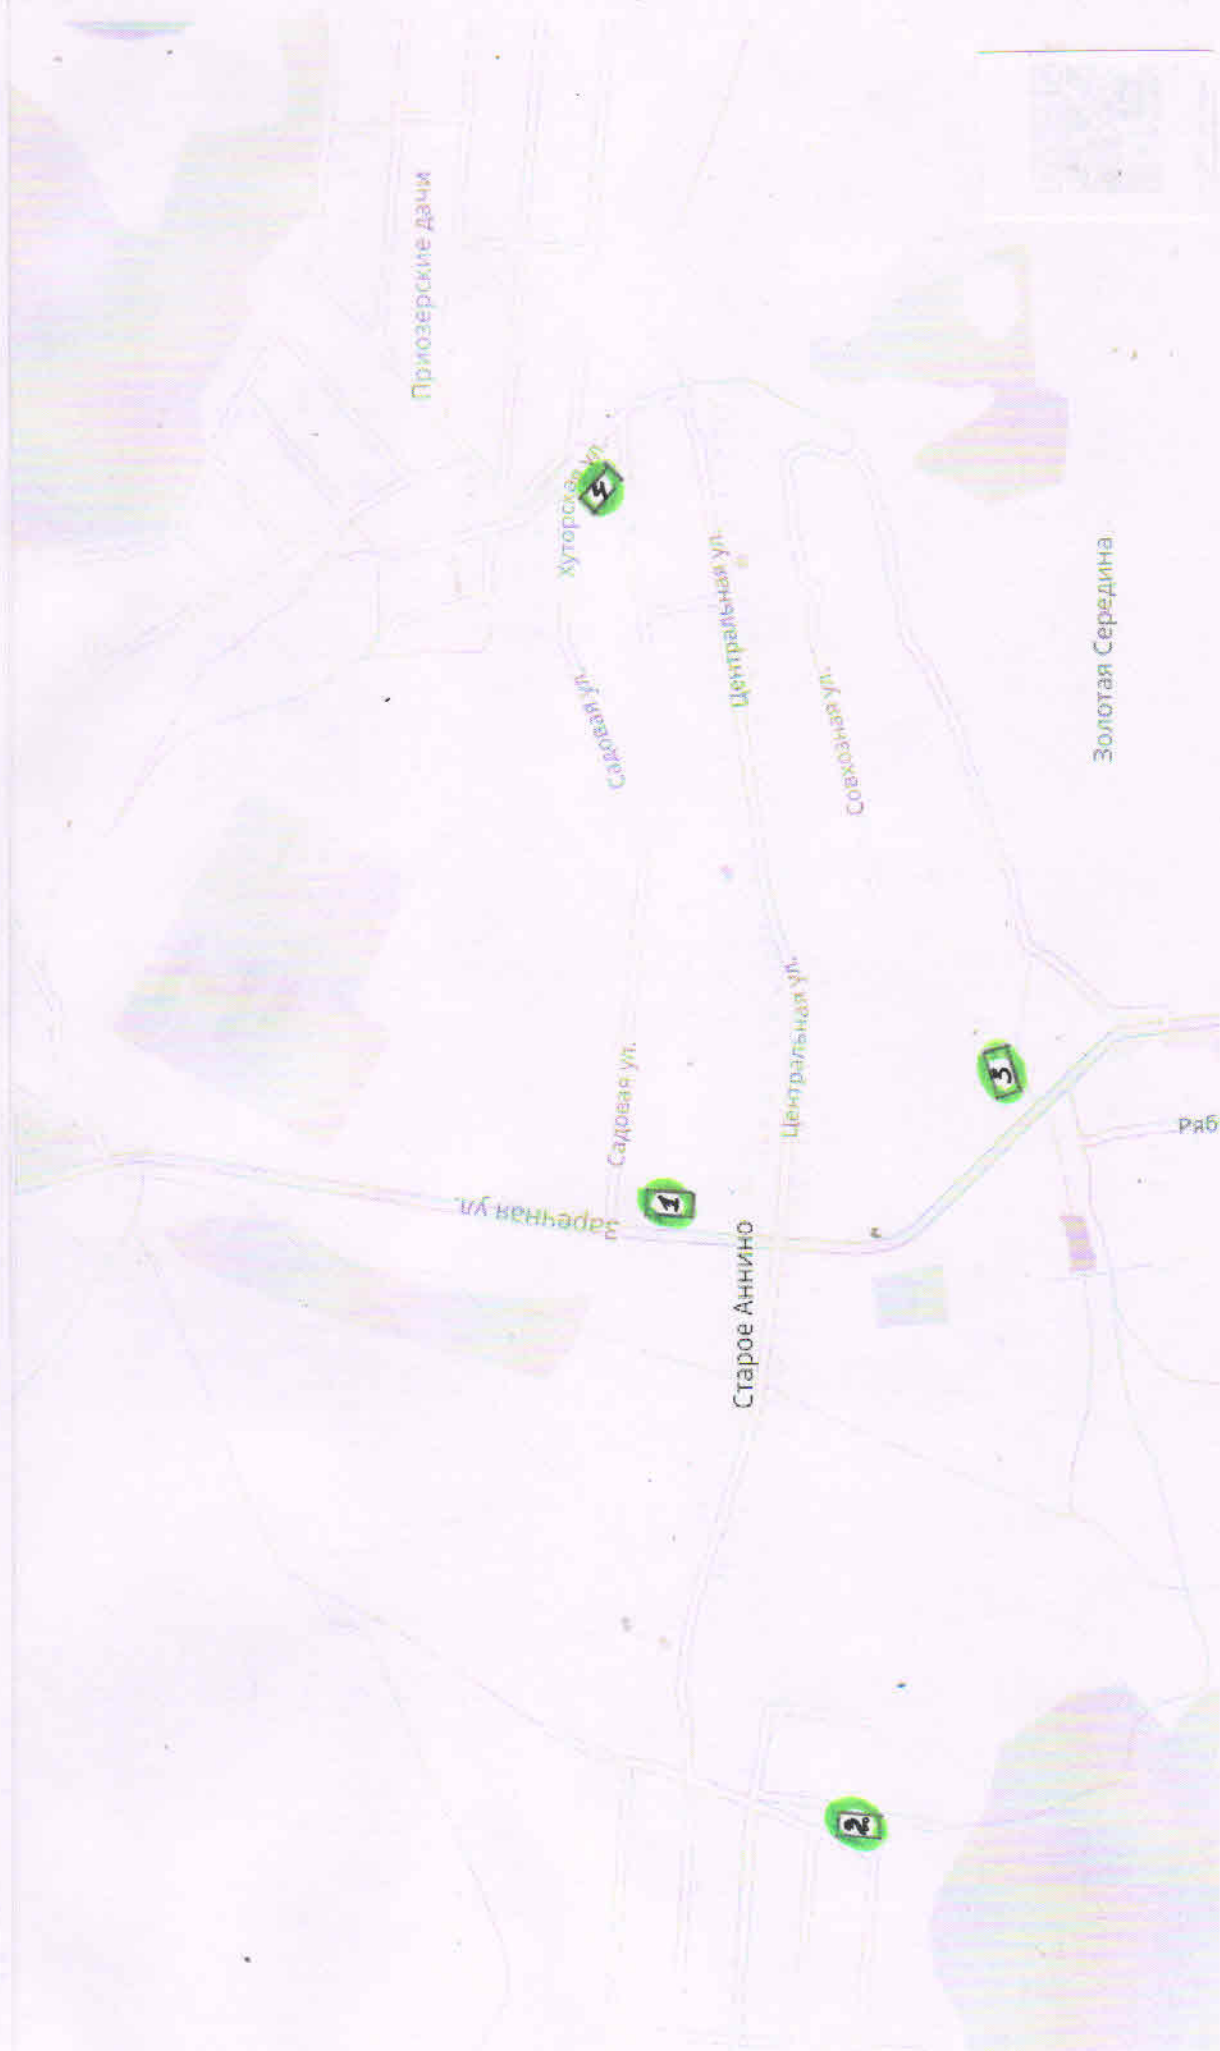 Приозерские дачи
Хуторская ул.
4
Садовая ул.
Центральная ул.
Совхозная ул.
Золотая Середина
Садовая ул.
Центральная ул.
Заречная ул
1
3
Ряб
Старое Аннино
2